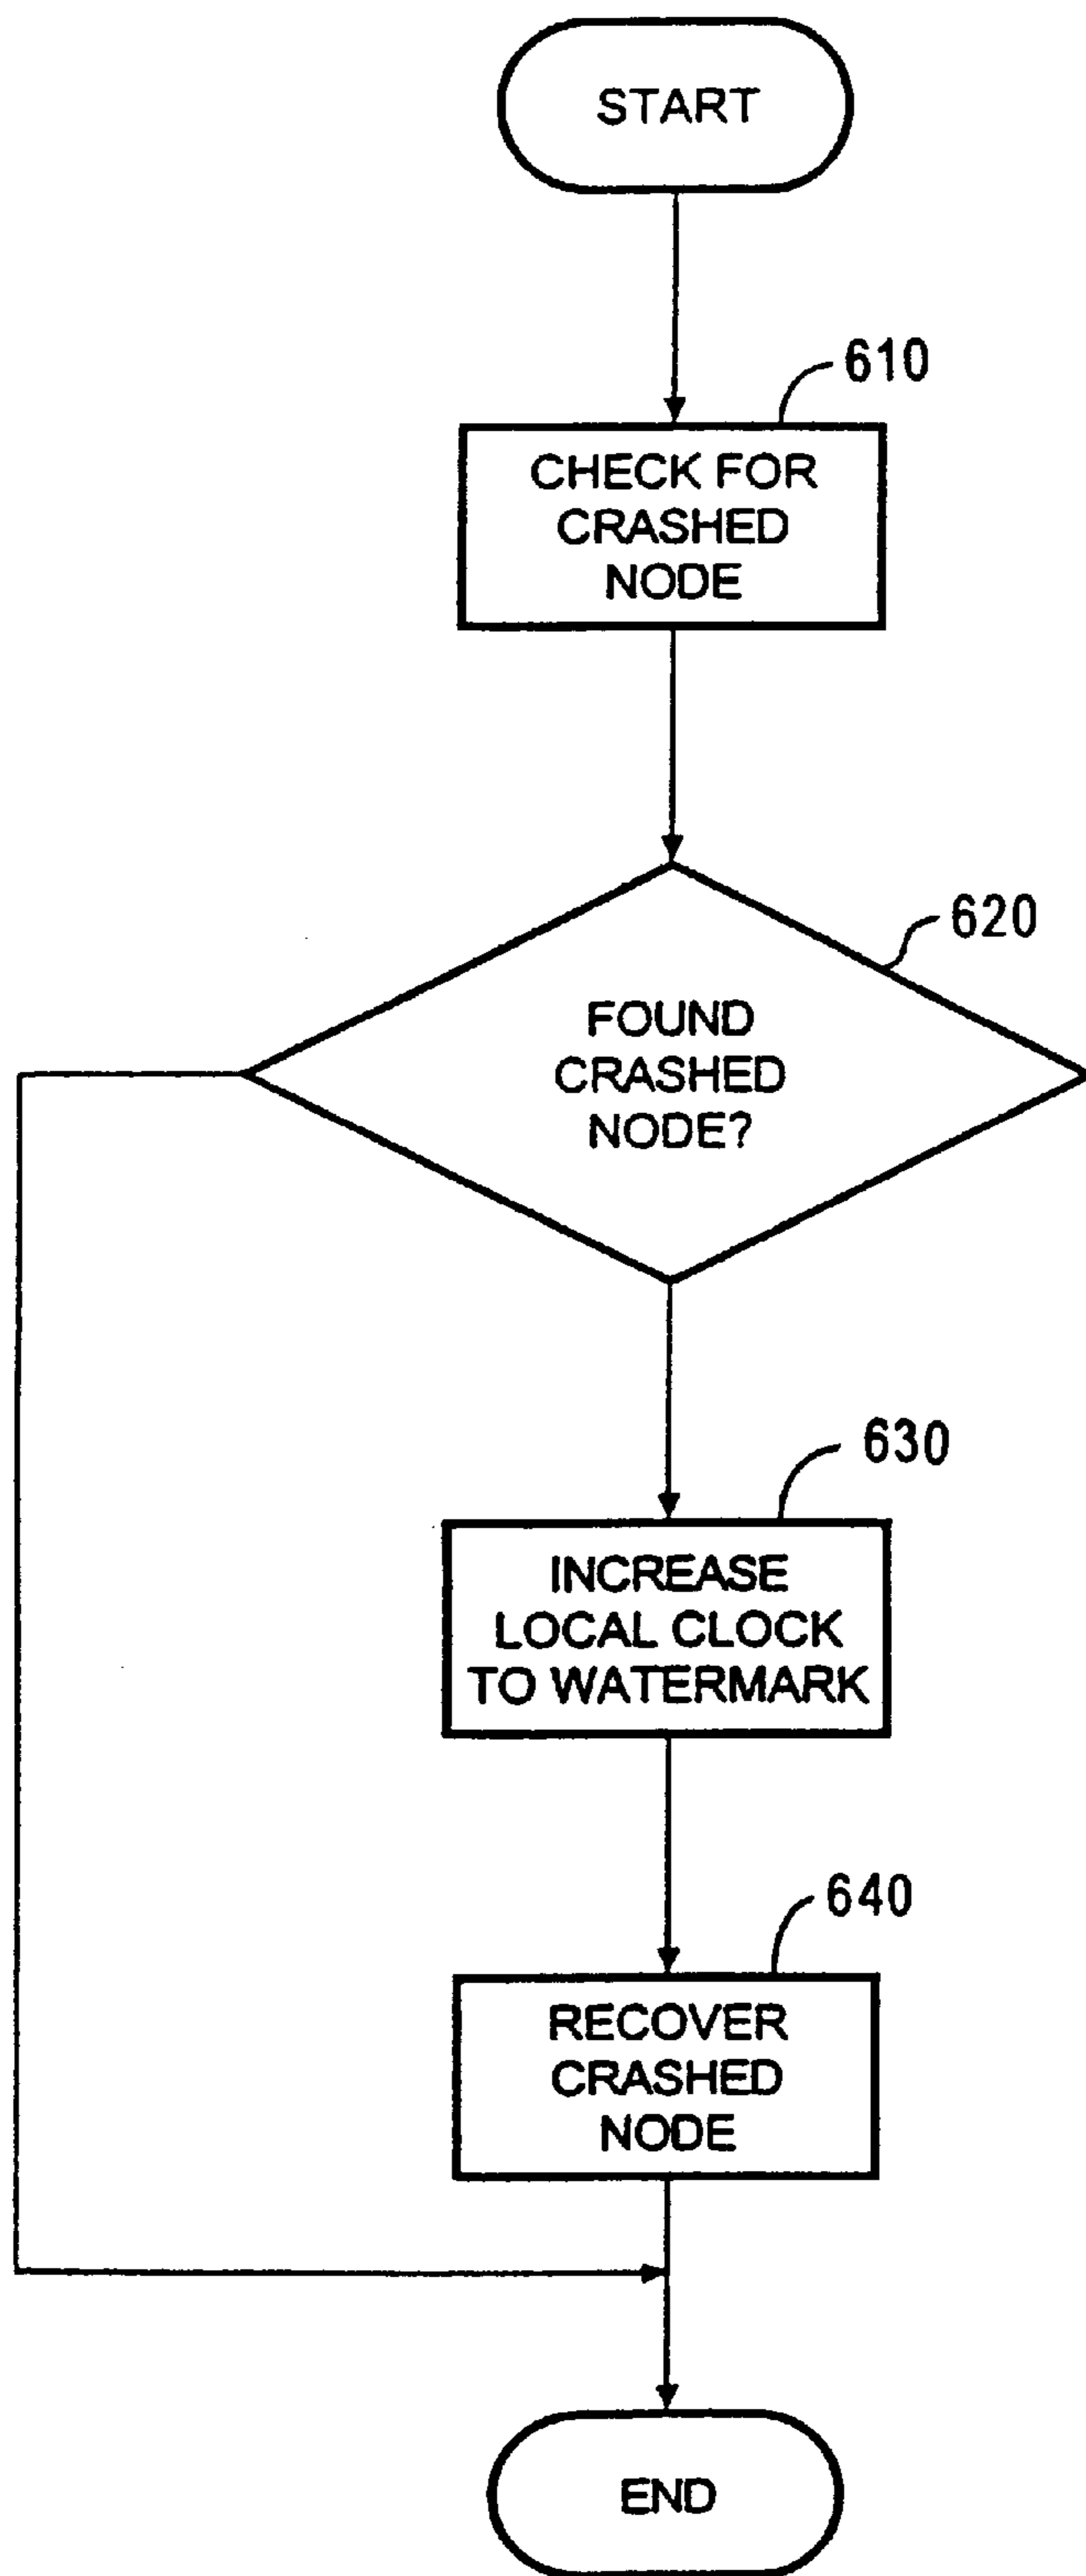 START
610
CHECK FOR
CRASHED
NODE
620
FOUND
CRASHED
NODE?
630
INCREASE
LOCAL CLOCK
TO WATERMARK
640
RECOVER
CRASHED
NODE
END